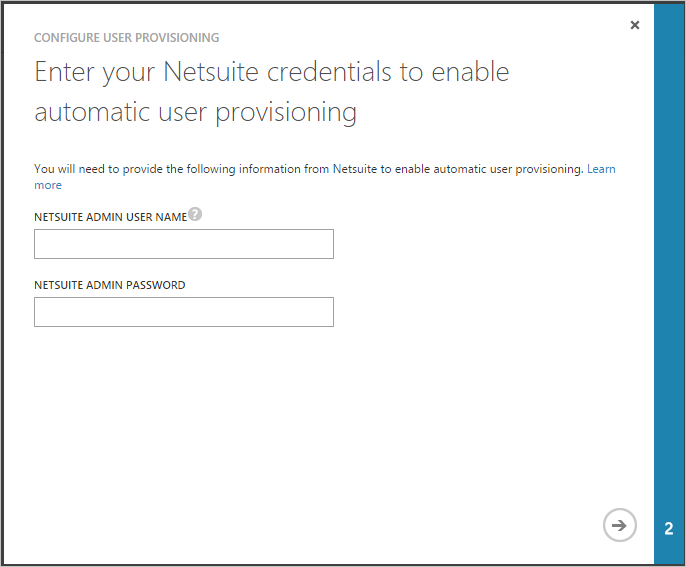 CONFIGURE USER PROVISIONING
Enter your Netsuite credentials to enable
automatic user provisioning
You will need to provide the following information from Netsuite to enable automatic user provisioning. Learn
more
NETSUITE ADMIN USER NAME ?
NETSUITE ADMIN PASSWORD
2